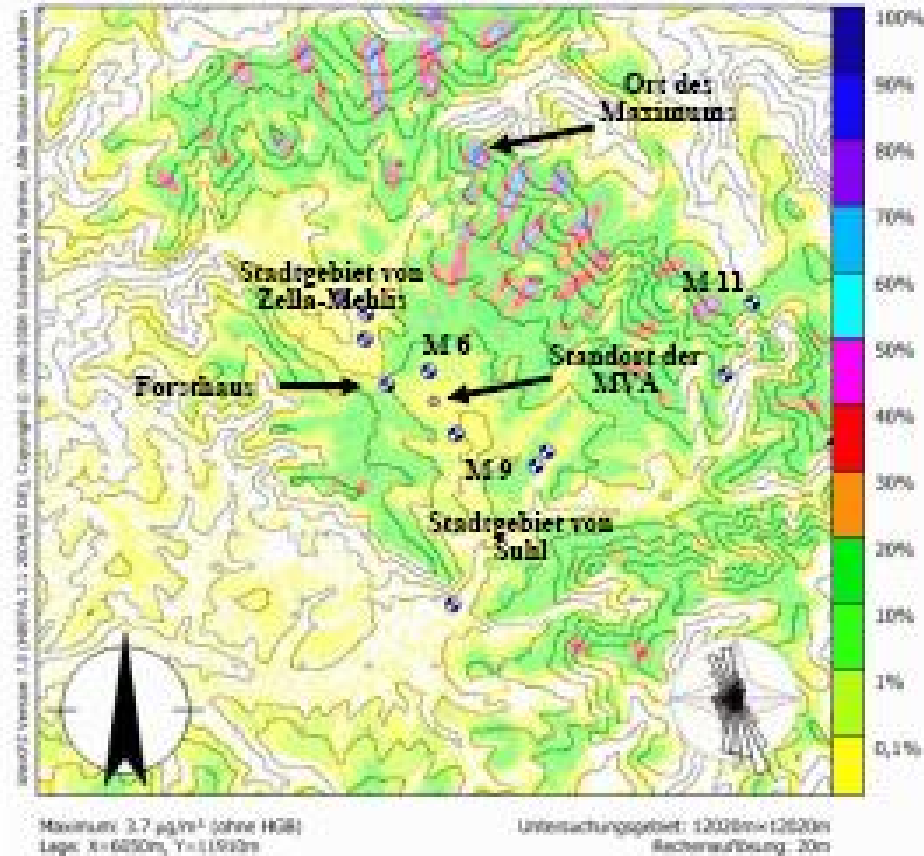 100%
90%
80%
70%
60%
50%
40%
30%
20%
10%
1%
0,1%
Ort des
Maximums
Stadtgebiet von
Zella-Mehlis
M 11
M 6
Standort der
MVA
Forsthaus
M 9
Stadtgebiet von
Suhl
Maximum: 3.7 µg/m³ (ohne HGB)
Lage: X=6050m, Y=11910m
Untersuchungsgebiet: 12020m×12020m
Rechenauflösung: 20m